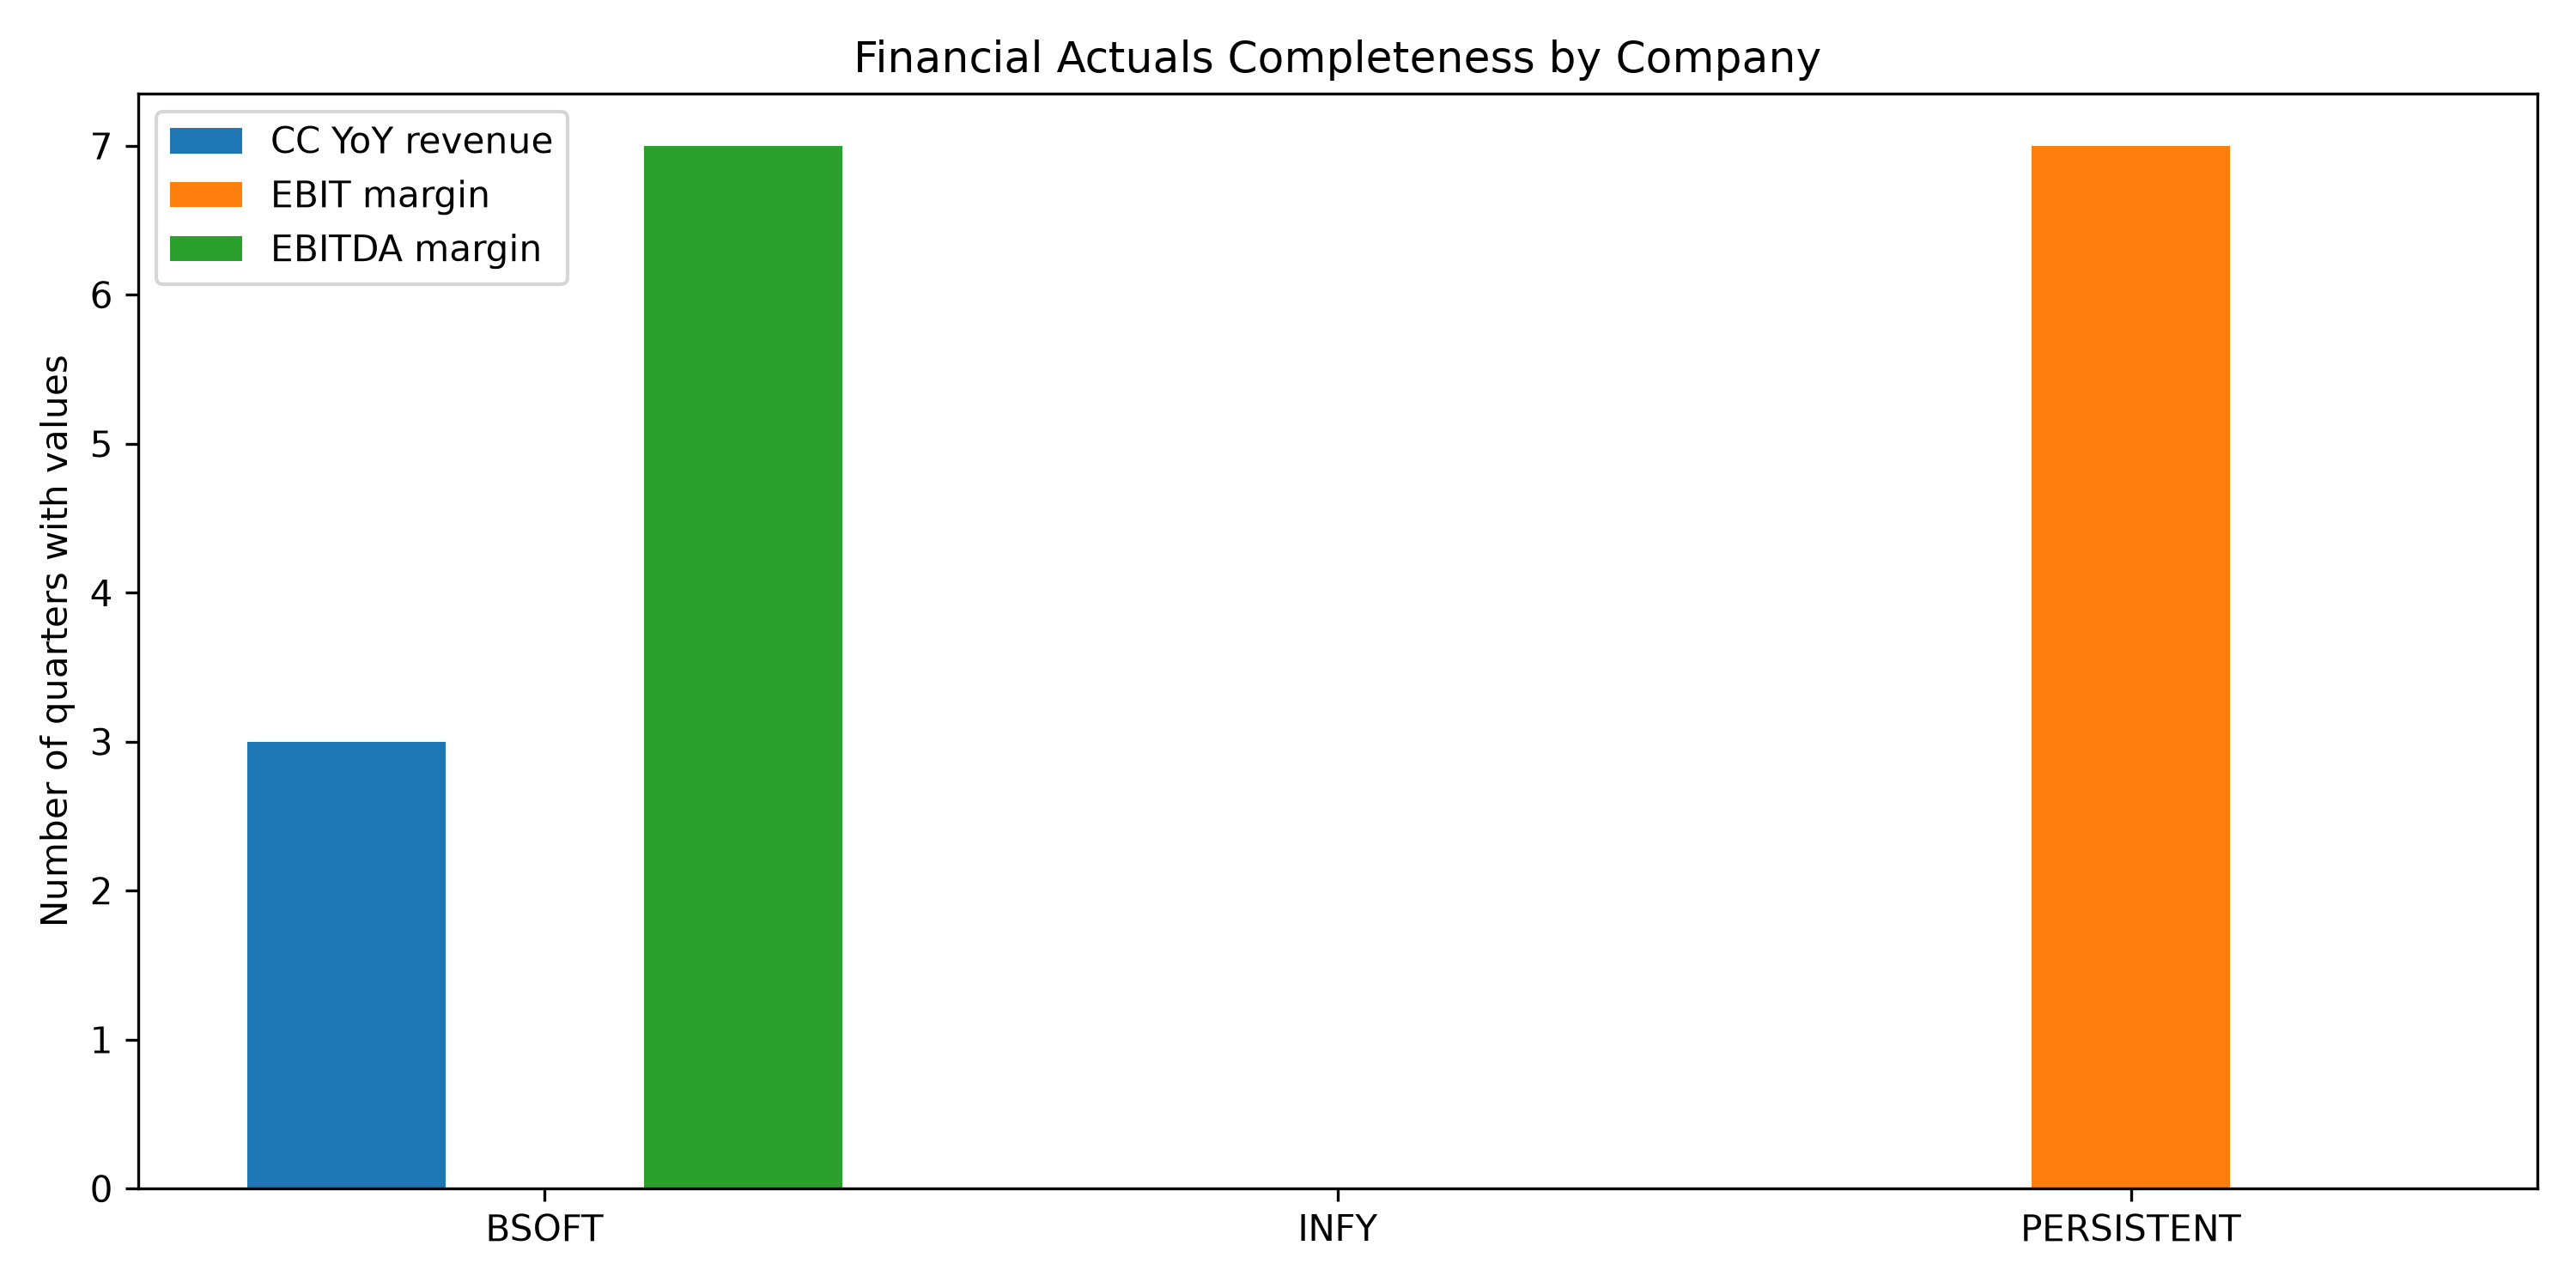 Financial Actuals Completeness by Company
CC YoY revenue
EBIT margin
EBITDA margin
Number of quarters with values
7
6
5
4
3
2
1
0
BSOFT
INFY
PERSISTENT